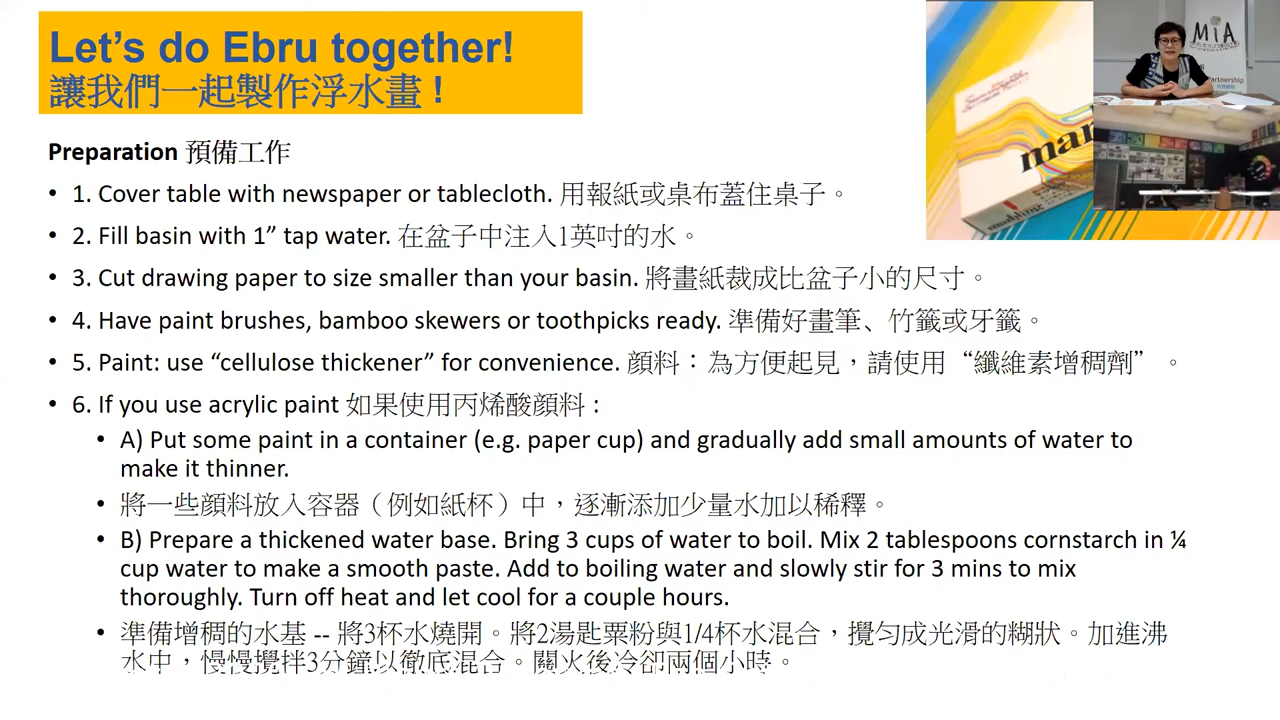 Let's do Ebru together!
讓我們一起製作浮水畫 !
Preparation 預備工作
• 1. Cover table with newspaper or tablecloth. 用報紙或桌布蓋住桌子。
• 2. Fill basin with 1” tap water. 在盆子中注入1英吋的水。
• 3. Cut drawing paper to size smaller than your basin. 將畫紙裁成比盆子小的尺寸。
• 4. Have paint brushes, bamboo skewers or toothpicks ready. 準備好畫筆、竹籤或牙籤。
• 5. Paint: use “cellulose thickener” for convenience. 顏料：為方便起見，請使用“纖維素增稠劑” 。
• 6. If you use acrylic paint 如果使用丙烯酸顏料 :
• A) Put some paint in a container (e.g. paper cup) and gradually add small amounts of water to
make it thinner.
• 將一些顏料放入容器（例如紙杯）中，逐漸添加少量水加以稀釋。
• B) Prepare a thickened water base. Bring 3 cups of water to boil. Mix 2 tablespoons cornstarch in ¼
cup water to make a smooth paste. Add to boiling water and slowly stir for 3 mins to mix
thoroughly. Turn off heat and let cool for a couple hours.
• 準備增稠的水基 -- 將3杯水燒開。將2湯匙粟粉與1/4杯水混合，攪勻成光滑的糊狀。加進沸
水中，慢慢攪拌3分鐘以徹底混合。關火後冷卻兩個小時。
mar
marbling
MiA
artnership